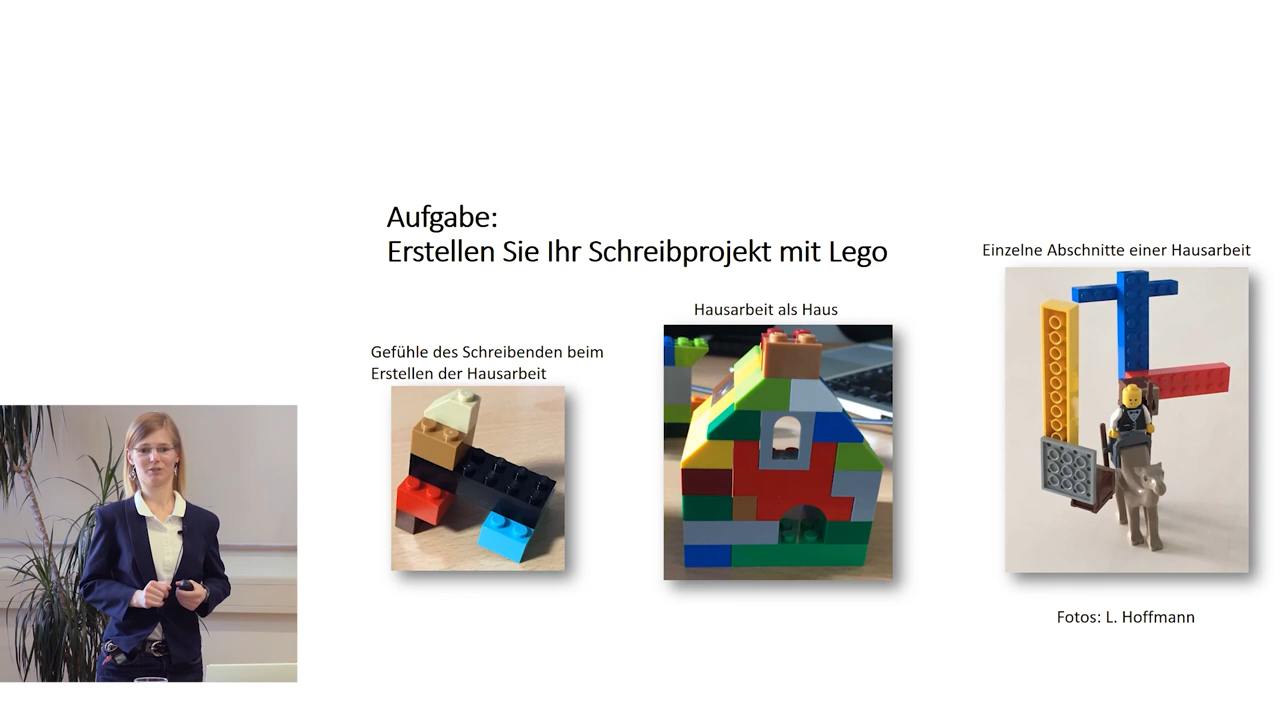 Aufgabe:
Erstellen Sie Ihr Schreibprojekt mit Lego
Gefühle des Schreibenden beim
Erstellen der Hausarbeit
Hausarbeit als Haus
Einzelne Abschnitte einer Hausarbeit
Fotos: L. Hoffmann